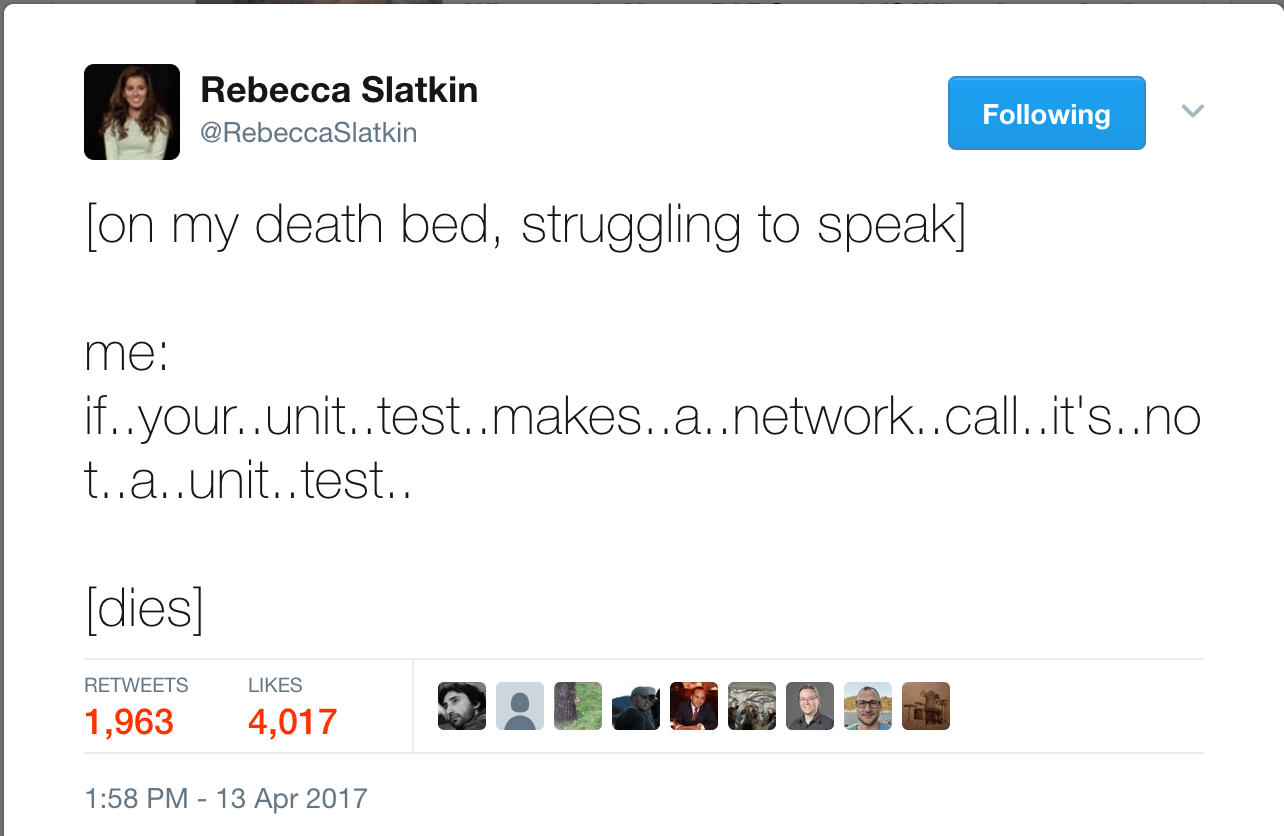 Rebecca Slatkin
@RebeccaSlatkin
Following
[on my death bed, struggling to speak]
me:
if..your..unit..test..makes..a..network..call..it's..no
t..a..unit..test..
[dies]
RETWEETS
LIKES
1,963
4,017
1:58 PM - 13 Apr 2017